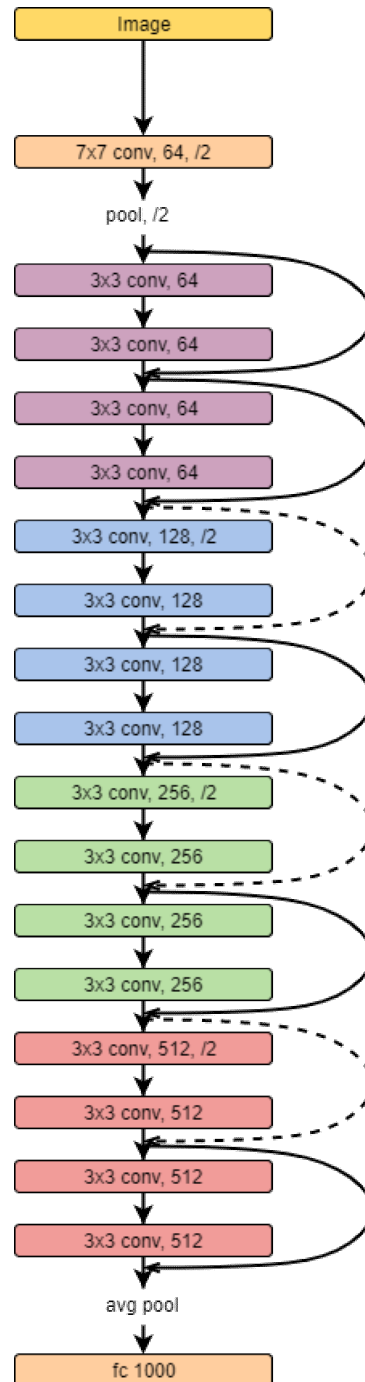 Image
7x7 conv, 64, /2
pool, /2
3x3 conv, 64
3x3 conv, 64
3x3 conv, 64
3x3 conv, 64
3x3 conv, 128, /2
3x3 conv, 128
3x3 conv, 128
3x3 conv, 128
3x3 conv, 256, /2
3x3 conv, 256
3x3 conv, 256
3x3 conv, 256
3x3 conv, 512, /2
3x3 conv, 512
3x3 conv, 512
3x3 conv, 512
avg pool
fc 1000